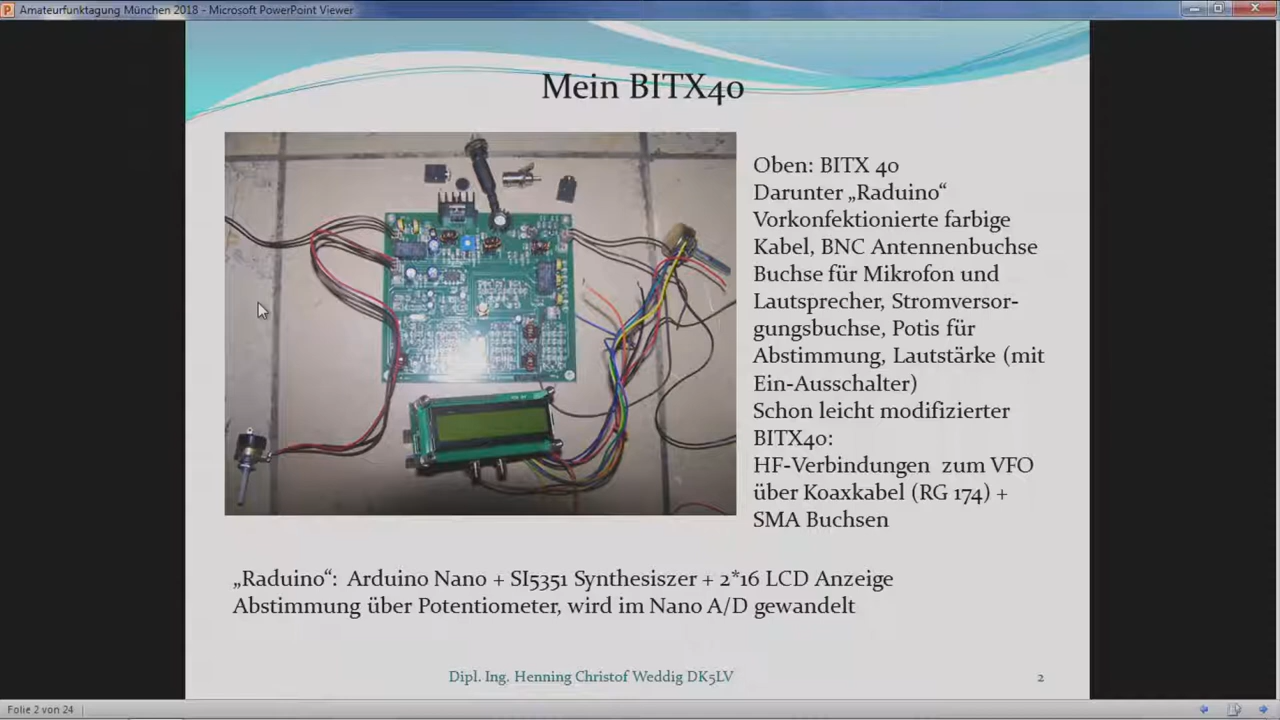 Amateurfunktagung München 2018 - Microsoft PowerPoint Viewer
Mein BITX40
Oben: BITX 40
Darunter „Raduino“
Vorkonfektionierte farbige
Kabel, BNC Antennenbuchse
Buchse für Mikrofon und
Lautsprecher, Stromversor-
gungsbuchse, Potis für
Abstimmung, Lautstärke (mit
Ein-Ausschalter)
Schon leicht modifizierter
BITX40:
HF-Verbindungen zum VFO
über Koaxkabel (RG 174) +
SMA Buchsen
„Raduino“: Arduino Nano + SI5351 Synthesiszer + 2*16 LCD Anzeige
Abstimmung über Potentiometer, wird im Nano A/D gewandelt
Dipl. Ing. Henning Christof Weddig DK5LV
2
Folie 2 von 24